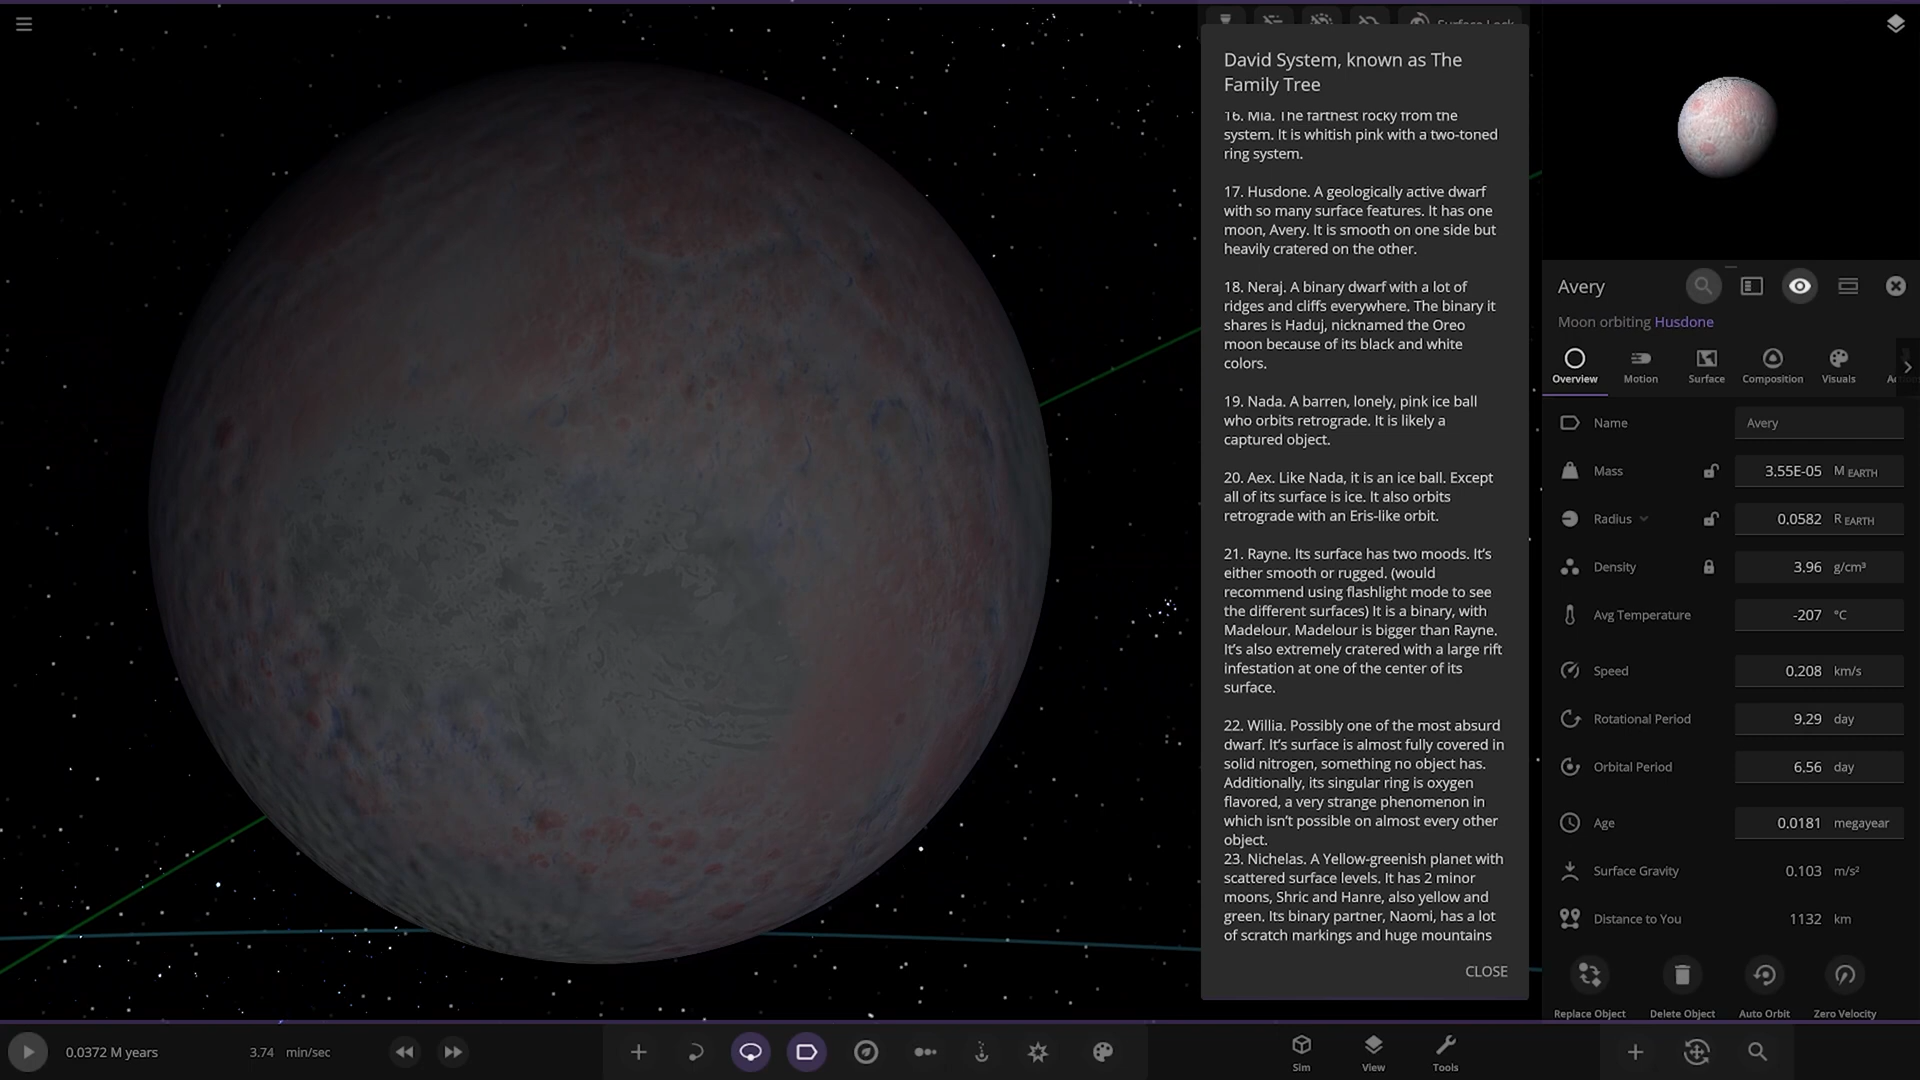 Surface Lock
David System, known as The
Family Tree
16. Mia. The farthest rocky from the
system. It is whitish pink with a two-toned
ring system.
17. Husdone. A geologically active dwarf
with so many surface features. It has one
moon, Avery. It is smooth on one side but
heavily cratered on the other.
18. Neraj. A binary dwarf with a lot of
ridges and cliffs everywhere. The binary it
shares is Haduj, nicknamed the Oreo
moon because of its black and white
colors.
19. Nada. A barren, lonely, pink ice ball
who orbits retrograde. It is likely a
captured object.
20. Aex. Like Nada, it is an ice ball. Except
all of its surface is ice. It also orbits
retrograde with an Eris-like orbit.
21. Rayne. Its surface has two moods. It’s
either smooth or rugged. (would
recommend using flashlight mode to see
the different surfaces) It is a binary, with
Madelour. Madelour is bigger than Rayne.
It’s also extremely cratered with a large rift
infestation at one of the center of its
surface.
22. Willia. Possibly one of the most absurd
dwarf. It’s surface is almost fully covered in
solid nitrogen, something no object has.
Additionally, its singular ring is oxygen
flavored, a very strange phenomenon in
which isn’t possible on almost every other
object.
23. Nichelas. A Yellow-greenish planet with
scattered surface levels. It has 2 minor
moons, Shric and Hanre, also yellow and
green. Its binary partner, Naomi, has a lot
of scratch markings and huge mountains
CLOSE
Avery
Moon orbiting Husdone
Overview Motion Surface Composition Visuals
Name Avery
Mass 3.55E-05 M EARTH
Radius 0.0582 R EARTH
Density 3.96 g/cm³
Avg Temperature -207 °C
Speed 0.208 km/s
Rotational Period 9.29 day
Orbital Period 6.56 day
Age 0.0181 megayear
Surface Gravity 0.103 m/s²
Distance to You 1132 km
Replace Object Delete Object Auto Orbit Zero Velocity
0.0372 M years 3.74 min/sec
Sim View Tools